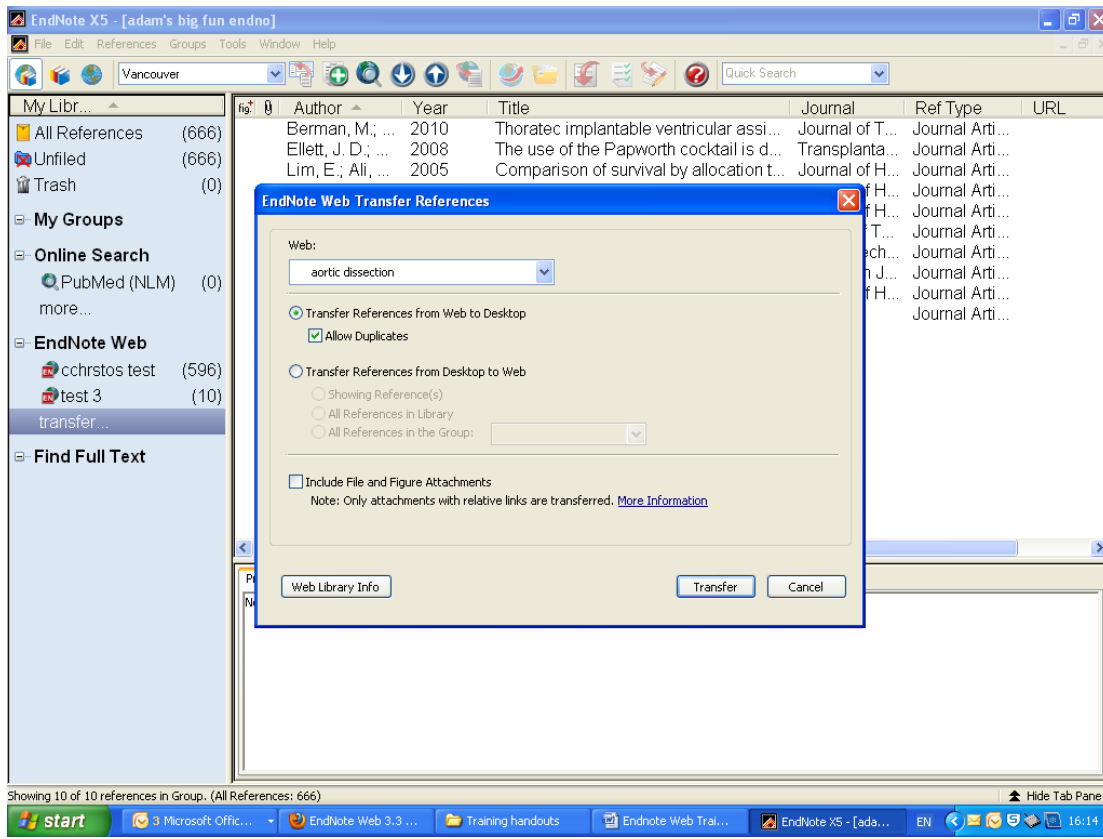 EndNote X5 - [adam's big fun endno]
File Edit References Groups Tools Window Help
Vancouver
Quick Search
My Libr...
All References (666)
Unfiled (666)
Trash (0)
My Groups
Online Search
PubMed (NLM) (0)
more...
EndNote Web
cchrstos test (596)
test 3 (10)
transfer...
Find Full Text
fig. Author Year Title Journal Ref Type URL
Berman, M.; ... 2010 Thoratec implantable ventricular assi... Journal of T... Journal Arti...
Ellett, J. D.; ... 2008 The use of the Papworth cocktail is d... Transplanta... Journal Arti...
Lim, E.; Ali, ... 2005 Comparison of survival by allocation t... Journal of H... Journal Arti...
f H... Journal Arti...
f H... Journal Arti...
T... Journal Arti...
ech... Journal Arti...
J... Journal Arti...
f H... Journal Arti...
Journal Arti...
EndNote Web Transfer References
Web:
aortic dissection
Transfer References from Web to Desktop
Allow Duplicates
Transfer References from Desktop to Web
Showing Reference(s)
All References in Library
All References in the Group:
Include File and Figure Attachments
Note: Only attachments with relative links are transferred. More Information
Web Library Info Transfer Cancel
Showing 10 of 10 references in Group. (All References: 666)
Hide Tab Pane
start 3 Microsoft Offic... EndNote Web 3.3 ... Training handouts Endnote Web Trai... EndNote X5 - [ada... EN 16:14